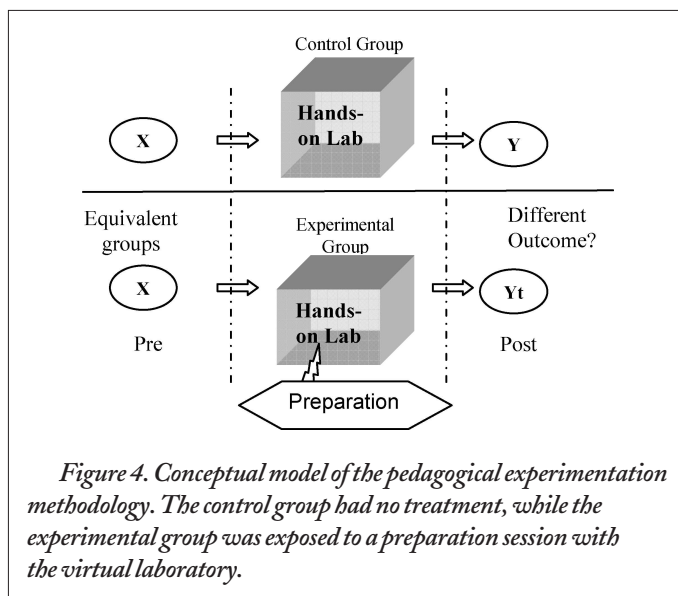 Control Group
Hands-
on Lab
X
Y
Equivalent
groups
Experimental
Group
Different
Outcome?
X
Hands-
on Lab
Yt
Pre
Post
Preparation
Figure 4. Conceptual model of the pedagogical experimentation
methodology. The control group had no treatment, while the
experimental group was exposed to a preparation session with
the virtual laboratory.